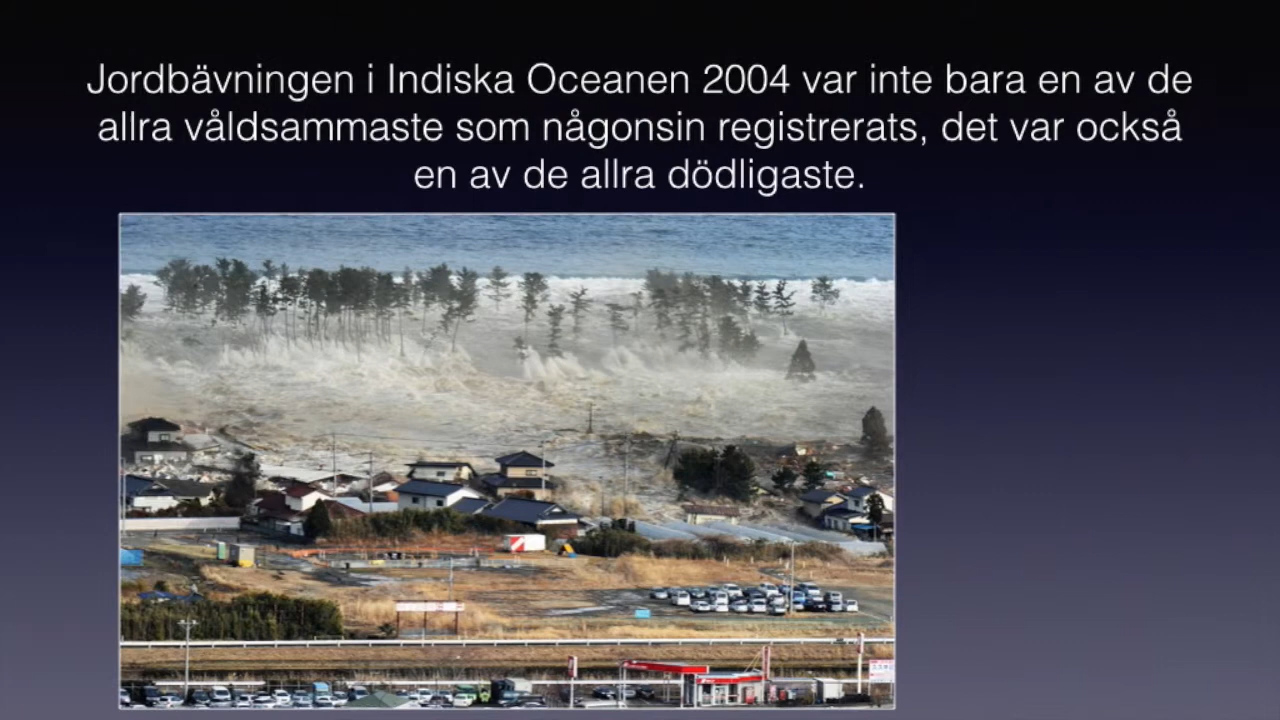 Jordbävningen i Indiska Oceanen 2004 var inte bara en av de
allra våldsammaste som någonsin registrerats, det var också
en av de allra dödligaste.